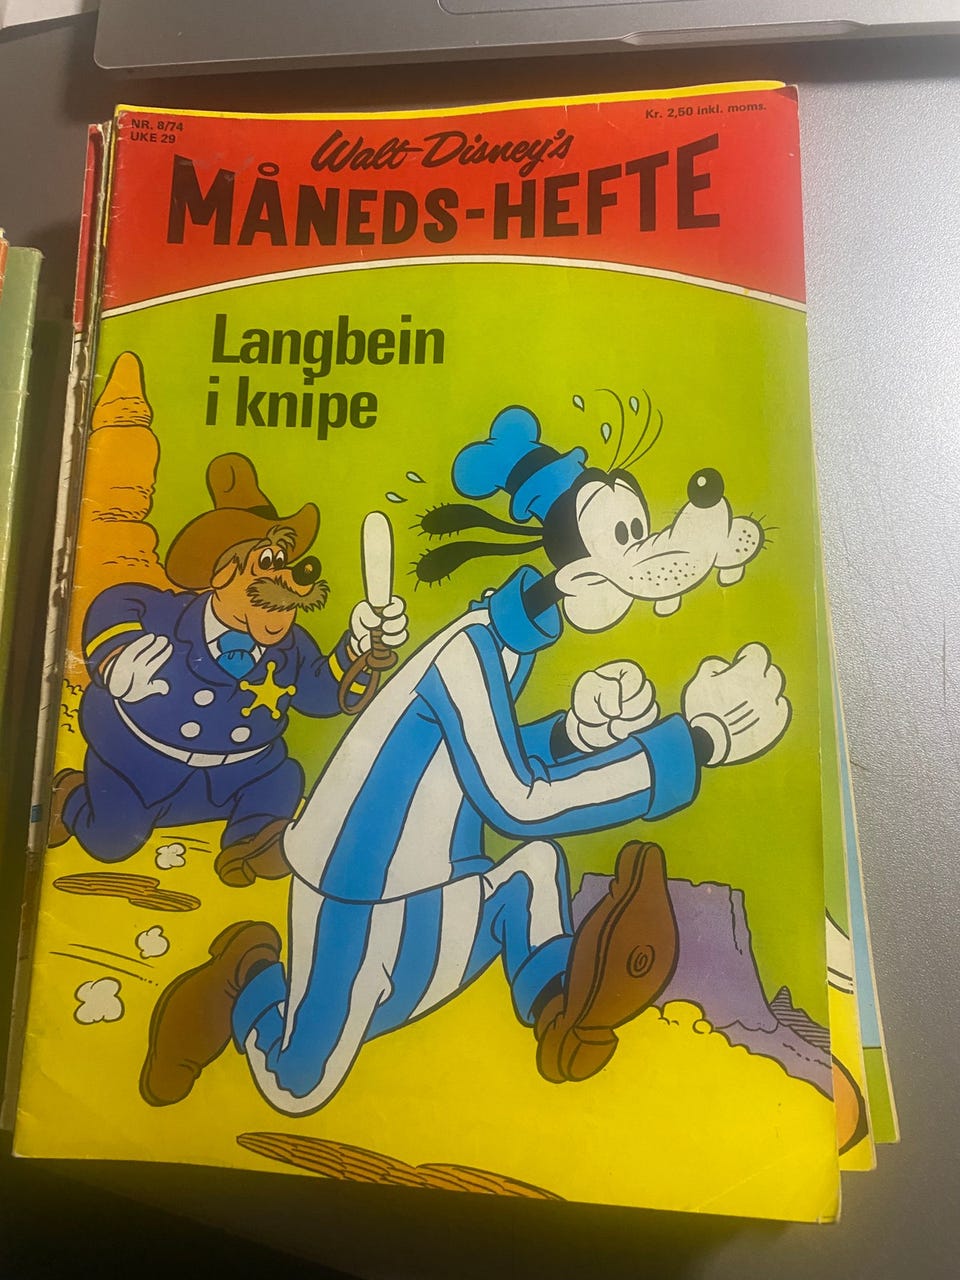 NR. 8/74
UKE 29
Kr. 2,50 inkl. moms.
Walt Disney's
MÅNEDS-HEFTE
Langbein
i knipe